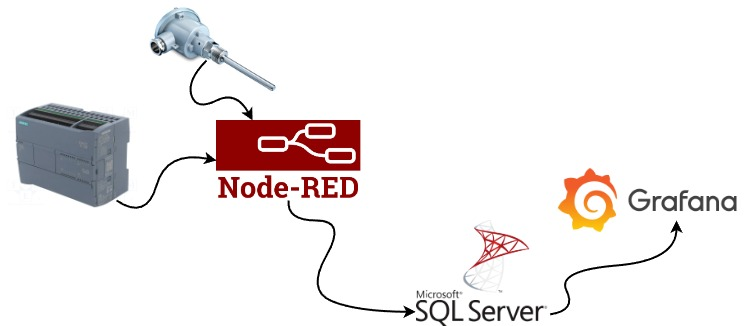 Node-RED
Grafana
Microsoft®
SQL Server®